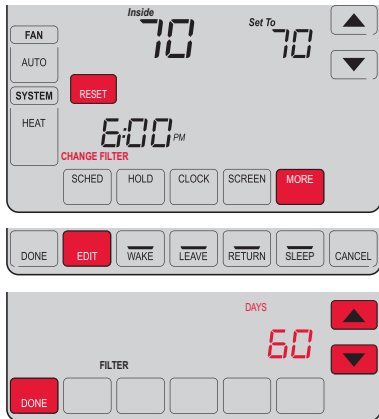 Inside
Set To
FAN
70
70
AUTO
SYSTEM
RESET
HEAT
6:00 PM
CHANGE FILTER
SCHED HOLD CLOCK SCREEN MORE
DONE EDIT WAKE LEAVE RETURN SLEEP CANCEL
DAYS
60
FILTER
DONE